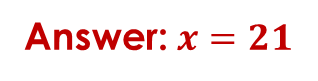 Answer: x = 21